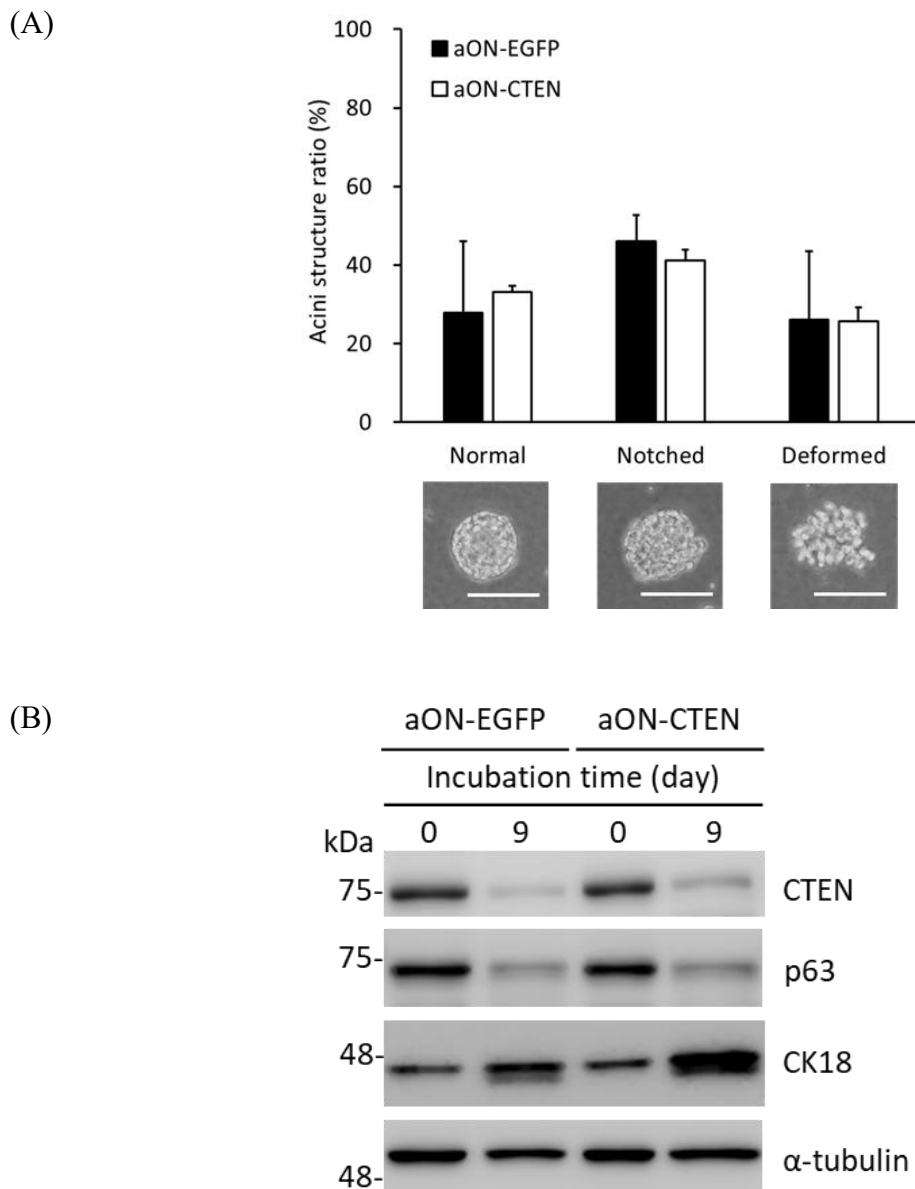 (A)
100
80
60
40
20
0
Acini structure ratio (%)
aON-EGFP
aON-CTEN
Normal Notched Deformed
(B)
aON-EGFP aON-CTEN
Incubation time (day)
kDa 0 9 0 9
75- CTEN
75- p63
48- CK18
48- α-tubulin